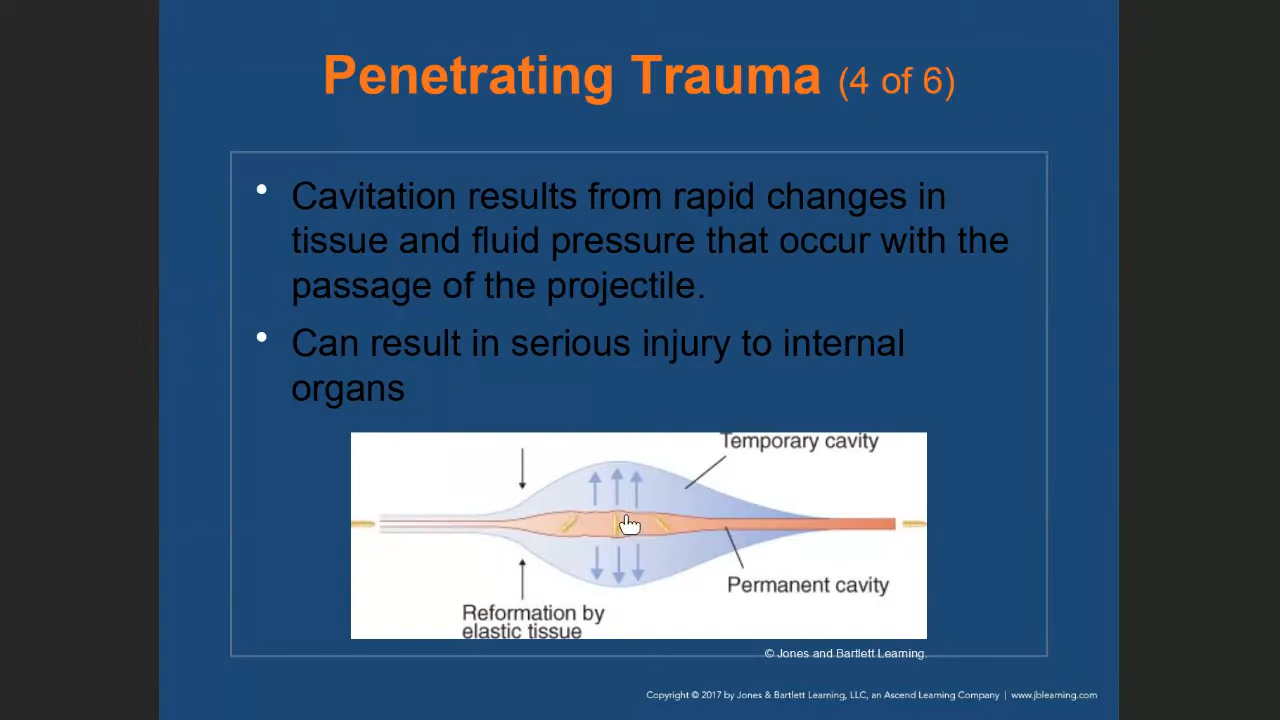 Penetrating Trauma (4 of 6)
• Cavitation results from rapid changes in
tissue and fluid pressure that occur with the
passage of the projectile.
• Can result in serious injury to internal
organs
Temporary cavity
Permanent cavity
Reformation by
elastic tissue
© Jones and Bartlett Learning.
Copyright © 2017 by Jones & Bartlett Learning, LLC, an Ascend Learning Company | www.jblearning.com